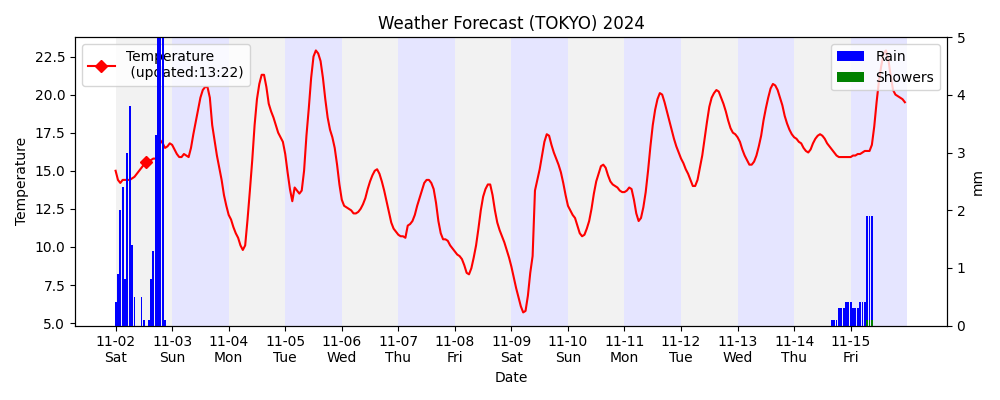 Weather Forecast (TOKYO) 2024
Temperature
(updated:13:22)
Rain
Showers
Temperature
22.5
20.0
17.5
15.0
12.5
10.0
7.5
5.0
5
4
3
2
1
0
mm
11-02 11-03 11-04 11-05 11-06 11-07 11-08 11-09 11-10 11-11 11-12 11-13 11-14 11-15
Sat Sun Mon Tue Wed Thu Fri Sat Sun Mon Tue Wed Thu Fri
Date